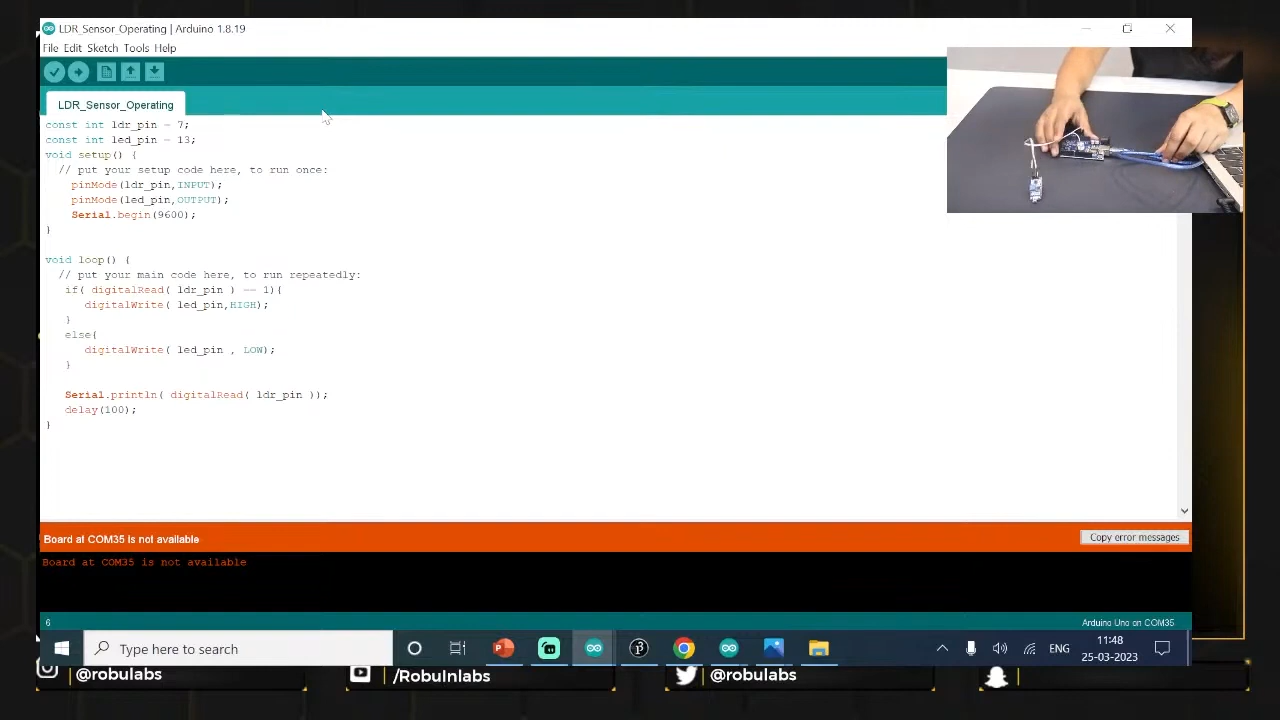 LDR_Sensor_Operating | Arduino 1.8.19
File Edit Sketch Tools Help
LDR_Sensor_Operating
const int ldr_pin = 7;
const int led_pin = 13;
void setup() {
// put your setup code here, to run once:
pinMode(ldr_pin,INPUT);
pinMode(led_pin,OUTPUT);
Serial.begin(9600);
}
void loop() {
// put your main code here, to run repeatedly:
if( digitalRead( ldr_pin ) == 1){
digitalWrite( led_pin,HIGH);
}
else{
digitalWrite( led_pin , LOW);
}
Serial.println( digitalRead( ldr_pin ));
delay(100);
}
Board at COM35 is not available
Copy error messages
Board at COM35 is not available
6
Arduino Uno on COM35
Type here to search
ENG
11:48
25-03-2023
@robulabs
/RobuInlabs
@robulabs